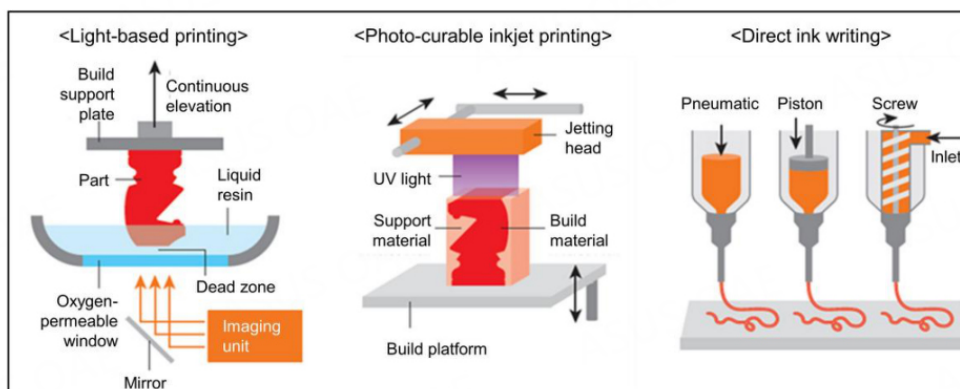 <Light-based printing>
Build
support
plate
Continuous
elevation
Part
Liquid
resin
Dead zone
Oxygen-
permeable
window
Imaging
unit
Mirror
<Photo-curable inkjet printing>
Jetting
head
UV light
Support
material
Build
material
Build platform
<Direct ink writing>
Pneumatic
Piston
Screw
Inlet